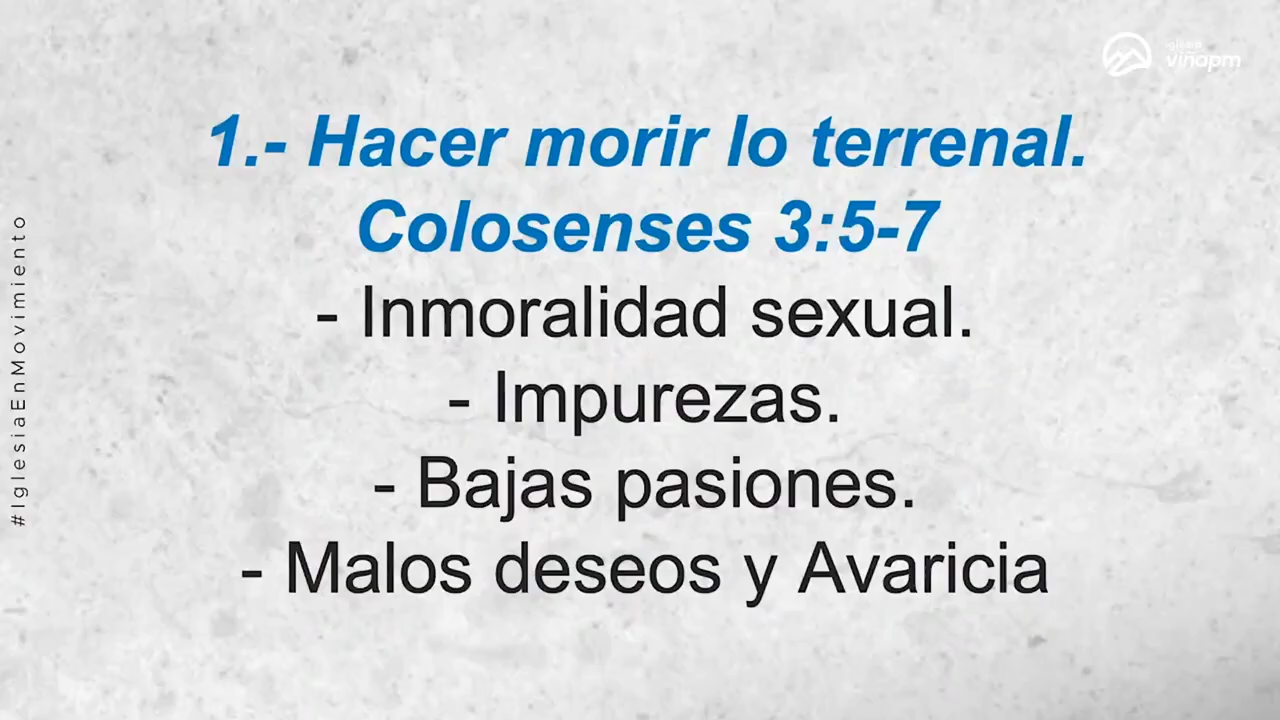 iglesia
viñapm
1.- Hacer morir lo terrenal.
Colosenses 3:5-7
- Inmoralidad sexual.
- Impurezas.
- Bajas pasiones.
- Malos deseos y Avaricia
#IglesiaEnMovimiento